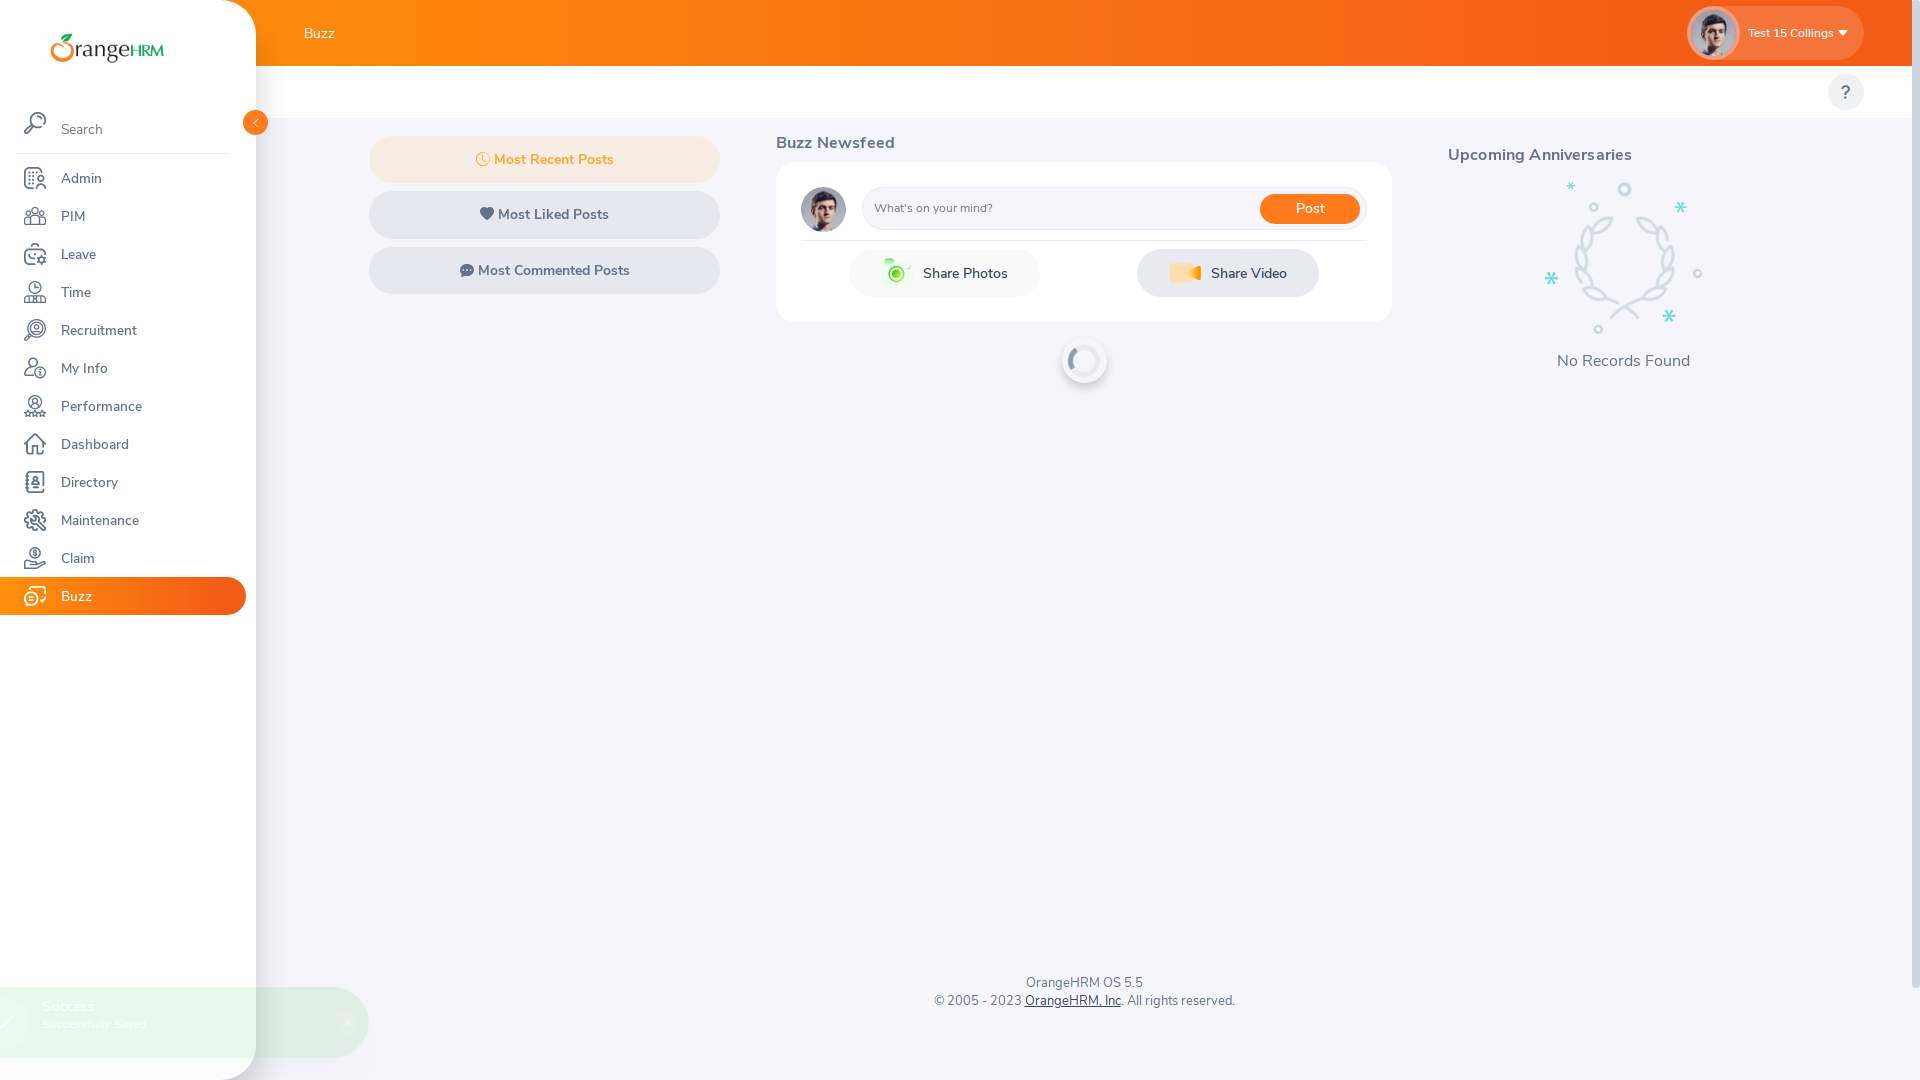 OrangeHRM
Search
Admin
PIM
Leave
Time
Recruitment
My Info
Performance
Dashboard
Directory
Maintenance
Claim
Buzz
Buzz
Test 15 Collings
?
Most Recent Posts
Most Liked Posts
Most Commented Posts
Buzz Newsfeed
What's on your mind?
Post
Share Photos
Share Video
Upcoming Anniversaries
No Records Found
OrangeHRM OS 5.5
© 2005 - 2023 OrangeHRM, Inc. All rights reserved.
Success
Successfully Saved